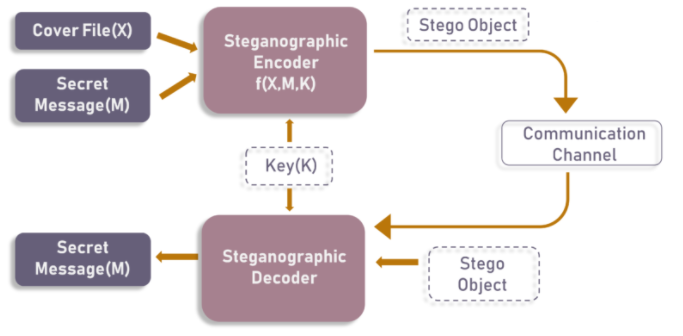 Cover File(X)
Secret
Message(M)
Steganographic
Encoder
f(X,M,K)
Stego Object
Communication
Channel
Key(K)
Secret
Message(M)
Steganographic
Decoder
Stego
Object